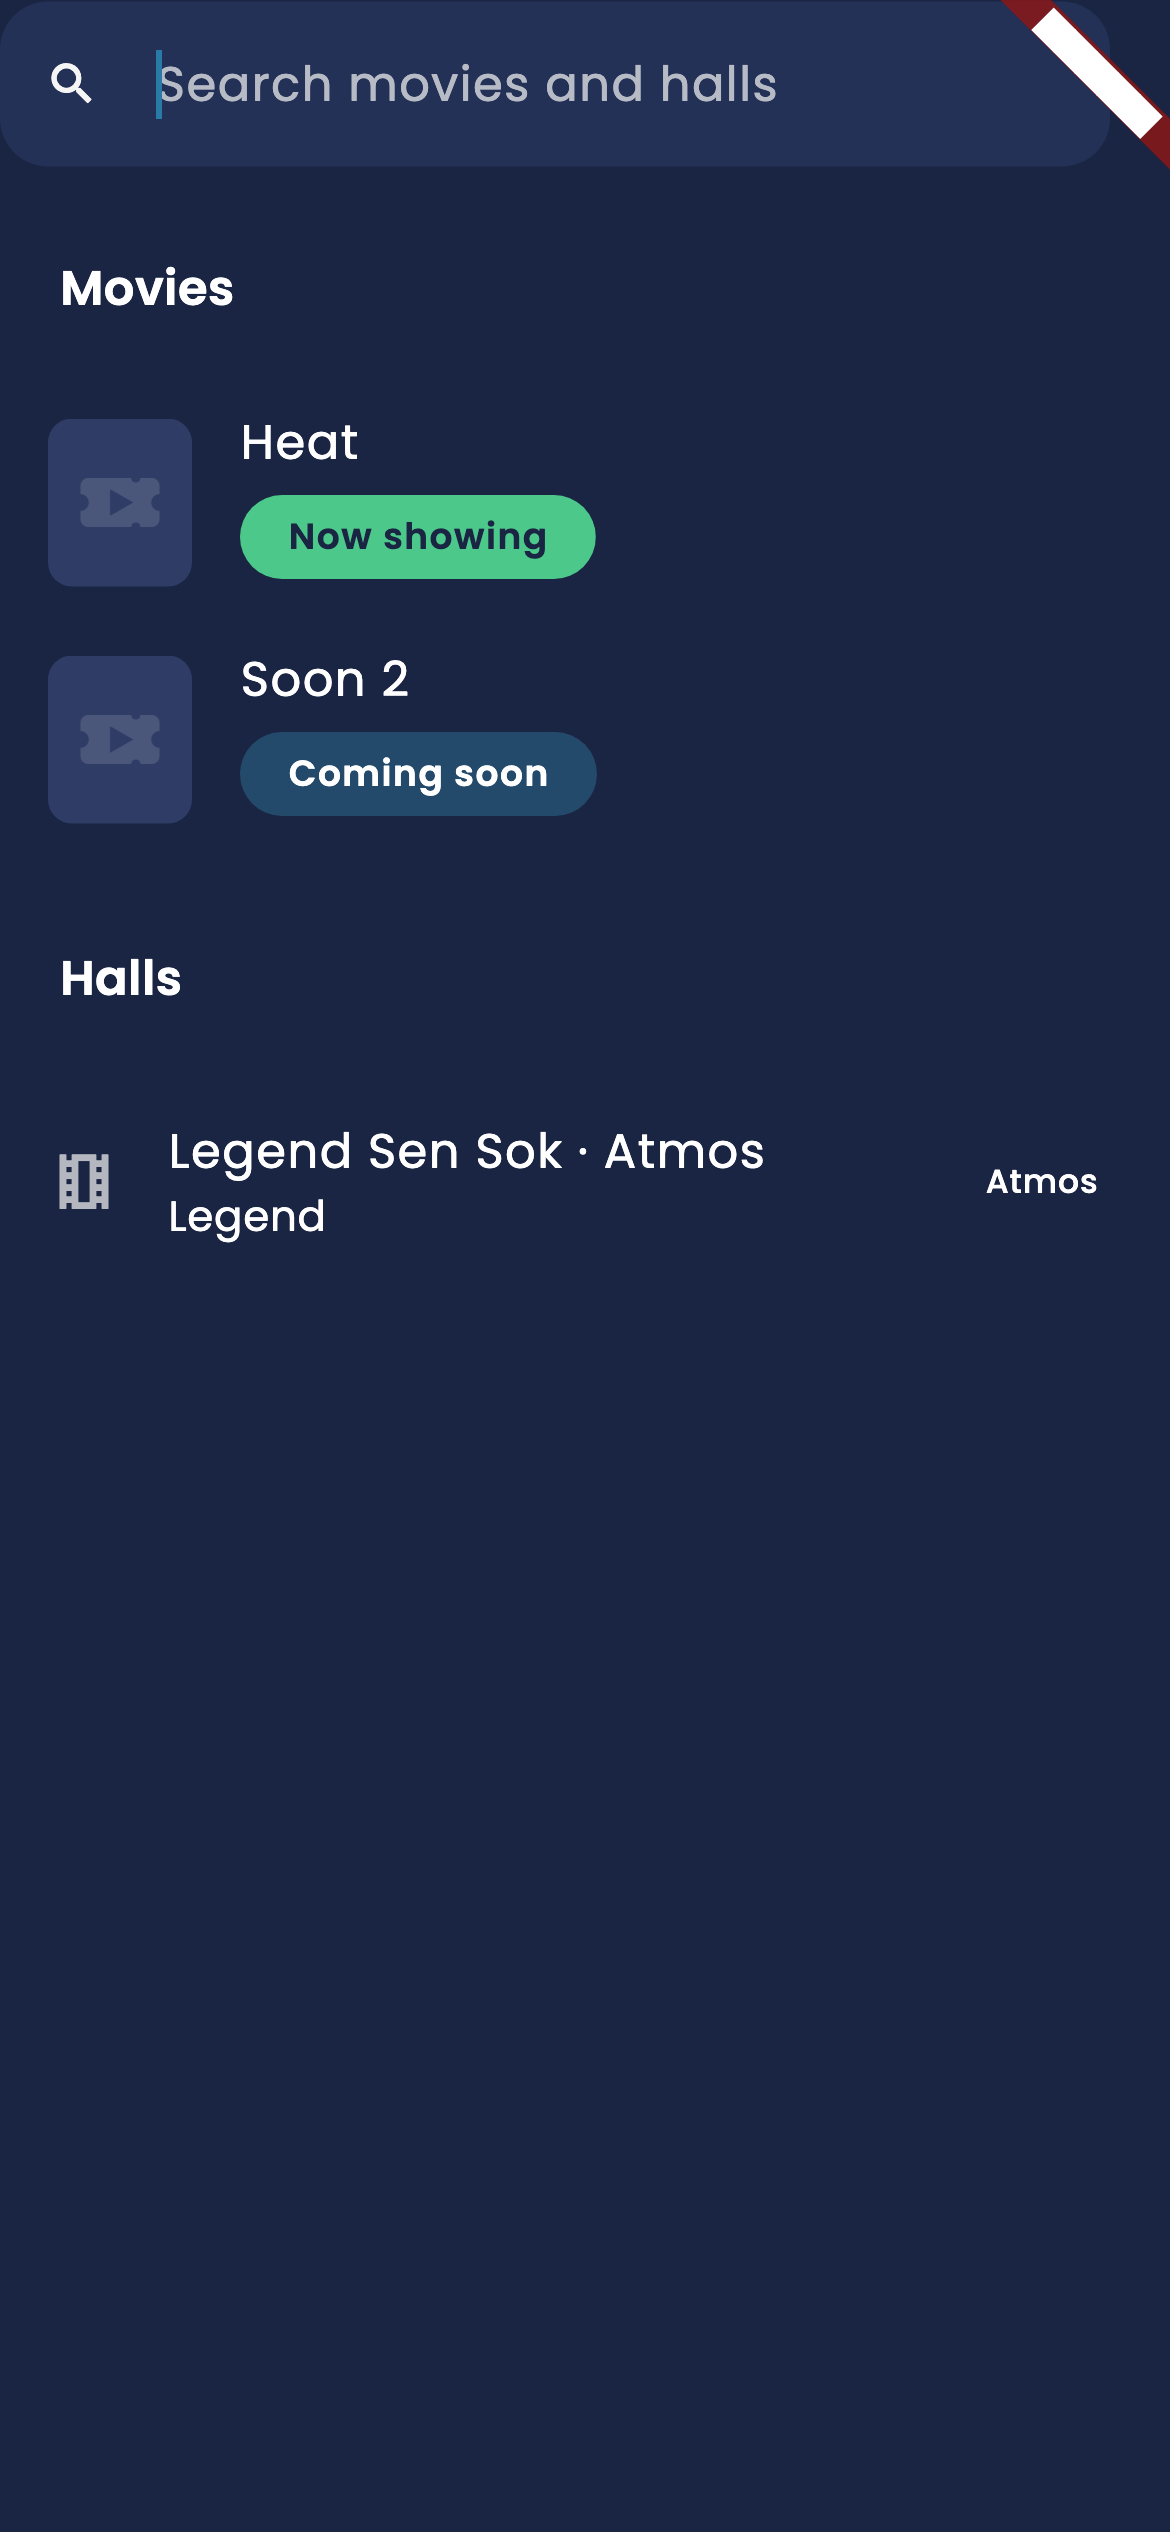 Search movies and halls
Movies
Heat
Now showing
Soon 2
Coming soon
Halls
Legend Sen Sok · Atmos
Legend
Atmos